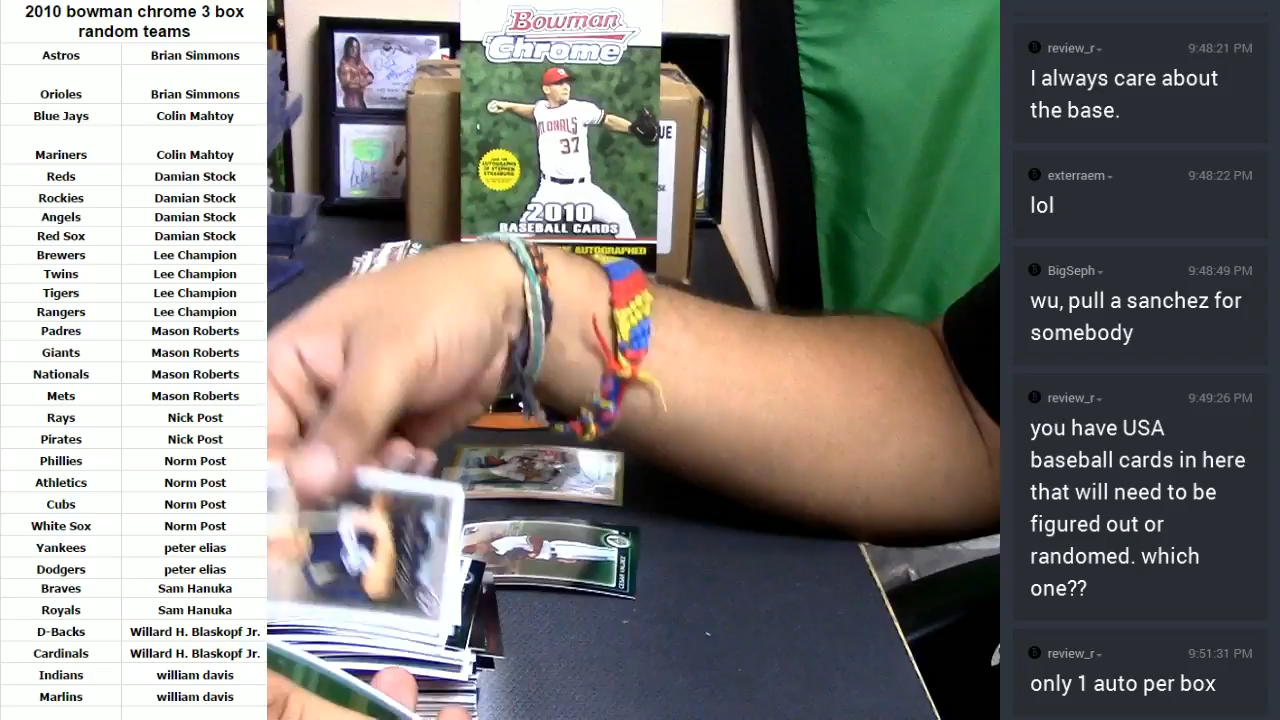 2010 bowman chrome 3 box
random teams
Astros Brian Simmons
Orioles Brian Simmons
Blue Jays Colin Mahtoy
Mariners Colin Mahtoy
Reds Damian Stock
Rockies Damian Stock
Angels Damian Stock
Red Sox Damian Stock
Brewers Lee Champion
Twins Lee Champion
Tigers Lee Champion
Rangers Lee Champion
Padres Mason Roberts
Giants Mason Roberts
Nationals Mason Roberts
Mets Mason Roberts
Rays Nick Post
Pirates Nick Post
Phillies Norm Post
Athletics Norm Post
Cubs Norm Post
White Sox Norm Post
Yankees peter elias
Dodgers peter elias
Braves Sam Hanuka
Royals Sam Hanuka
D-Backs Willard H. Blaskopf Jr.
Cardinals Willard H. Blaskopf Jr.
Indians william davis
Marlins william davis
Bowman
Chrome
37
2010
BASEBALL CARDS
AUTOGRAPHED
CESAR VALDEZ
review_r 9:48:21 PM
I always care about
the base.
exterraem 9:48:22 PM
lol
BigSeph 9:48:49 PM
wu, pull a sanchez for
somebody
review_r 9:49:26 PM
you have USA
baseball cards in here
that will need to be
figured out or
randomed. which
one??
review_r 9:51:31 PM
only 1 auto per box